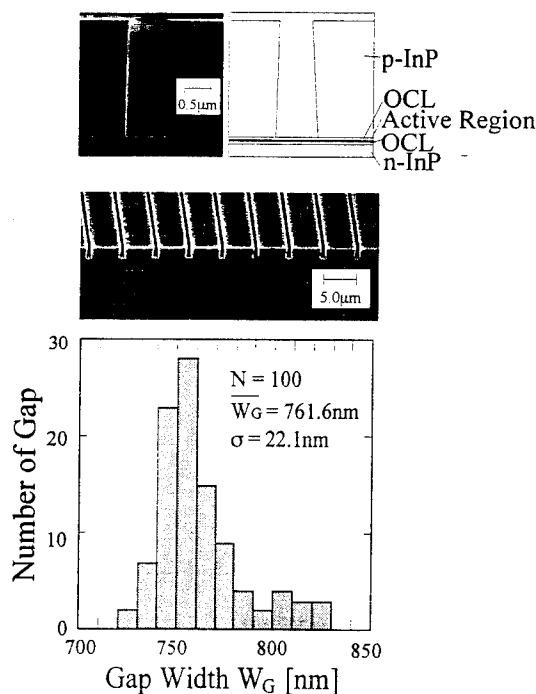 0.5μm
p-InP
OCL
Active Region
OCL
n-InP
5.0μm
30
20
10
0
Number of Gap
N = 100
W̅G̅ = 761.6nm
σ = 22.1nm
700 750 800 850
Gap Width WG [nm]